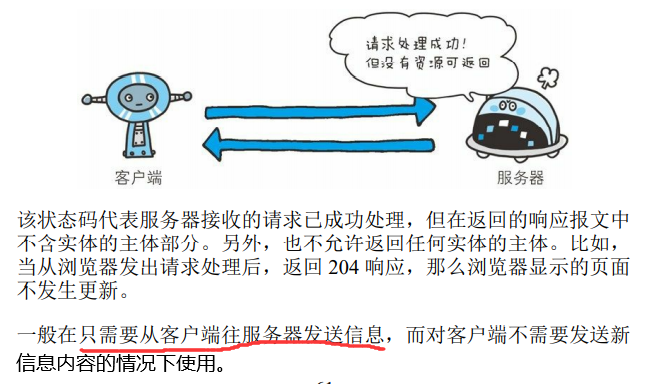 请求处理成功！
但没有资源可返回
客户端
服务器
该状态码代表服务器接收的请求已成功处理，但在返回的响应报文中
不含实体的主体部分。另外，也不允许返回任何实体的主体。比如，
当从浏览器发出请求处理后，返回 204 响应，那么浏览器显示的页面
不发生更新。
一般在只需要从客户端往服务器发送信息，而对客户端不需要发送新
信息内容的情况下使用。